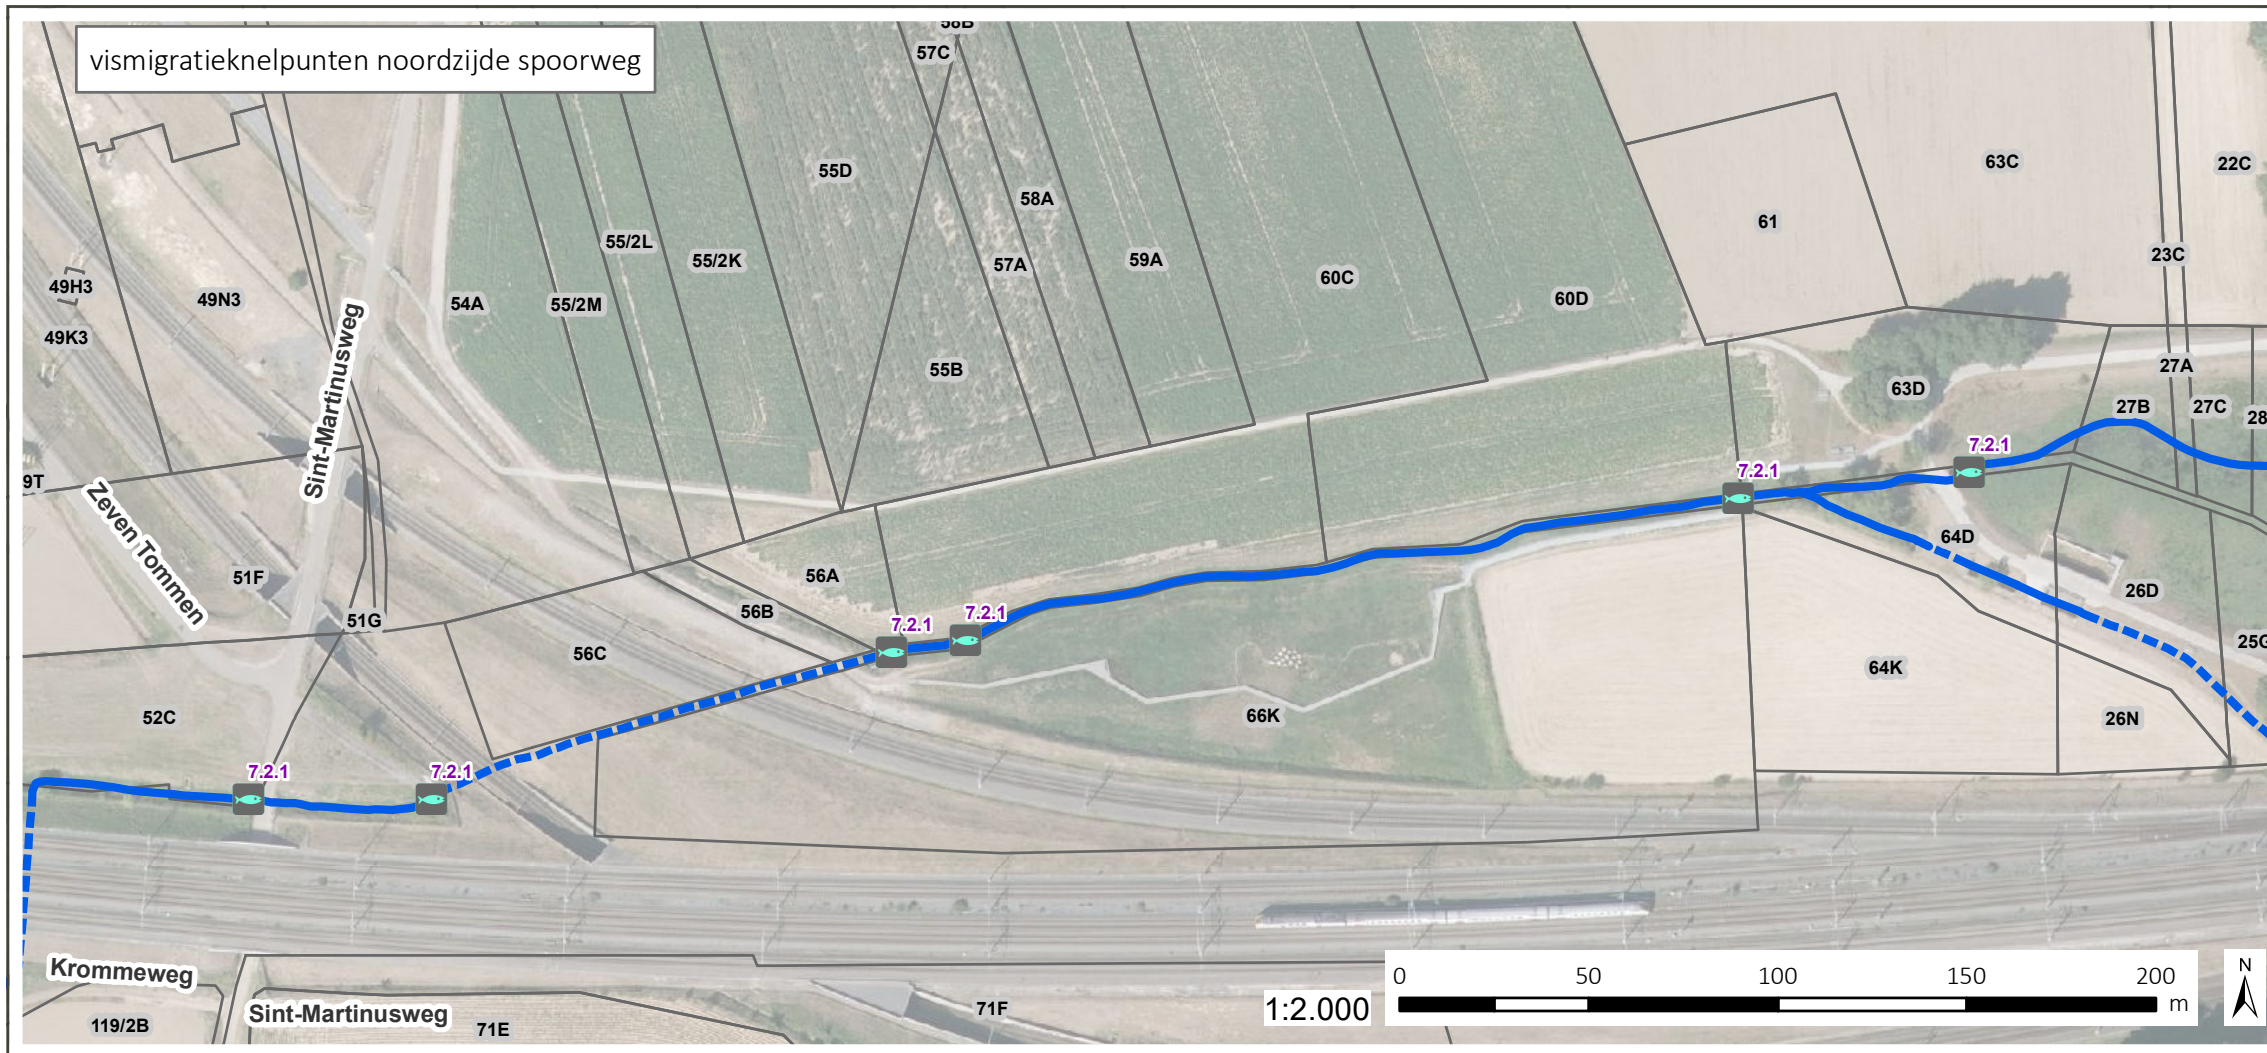 vismigratieknelpunten noordzijde spoorweg
58B
57C
55D
58A
63C
22C
61
55/2L
55/2K
57A
59A
60C
60D
23C
49H3
49N3
54A
55/2M
49K3
Sint-Martinusweg
55B
63D
27A
27B
27C
28
9T
7.2.1
7.2.1
Zeven Tommen
51F
51G
56A
56B
7.2.1
7.2.1
64D
26D
25G
56C
64K
66K
26N
52C
7.2.1
7.2.1
Krommeweg
Sint-Martinusweg
119/2B
71E
71F
1:2.000
0 50 100 150 200
m
N